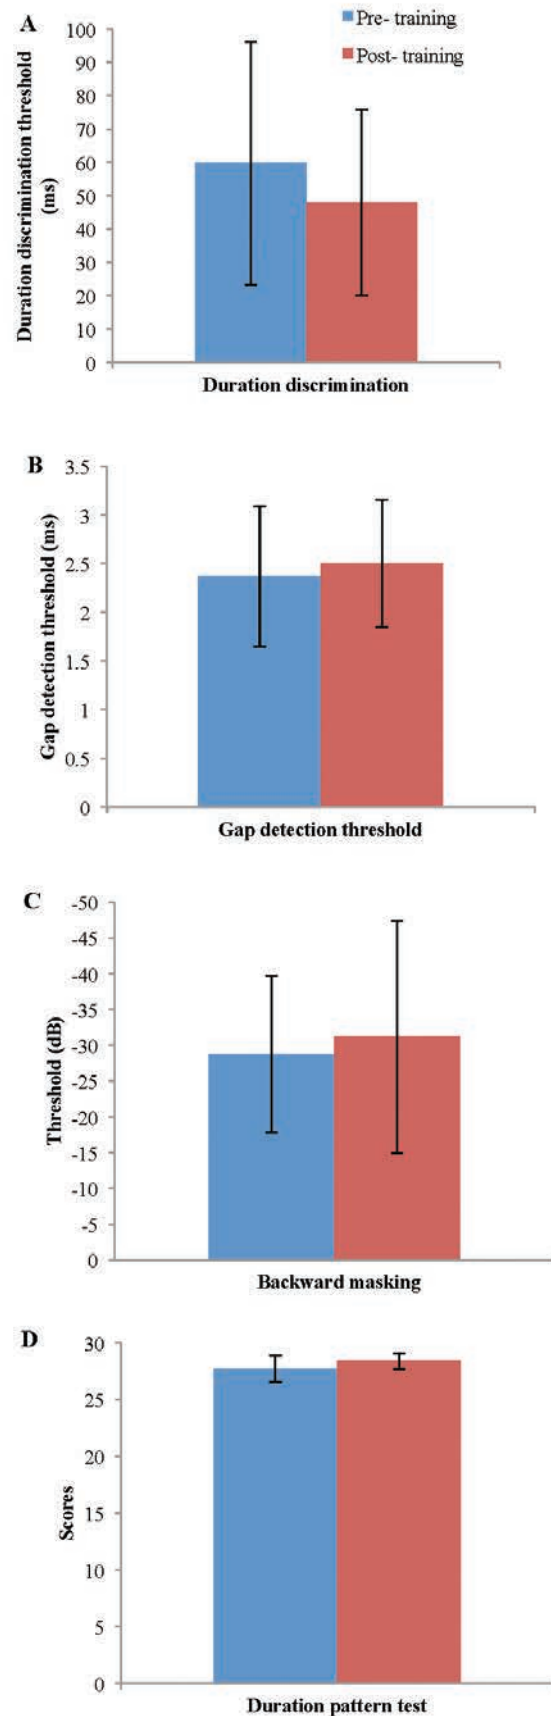 A
Pre- training
Post- training
Duration discrimination threshold
(ms)
100
90
80
70
60
50
40
30
20
10
0
Duration discrimination
B
Gap detection threshold (ms)
3.5
3
2.5
2
1.5
1
0.5
0
Gap detection threshold
C
Threshold (dB)
-50
-45
-40
-35
-30
-25
-20
-15
-10
-5
0
Backward masking
D
Scores
30
25
20
15
10
5
0
Duration pattern test